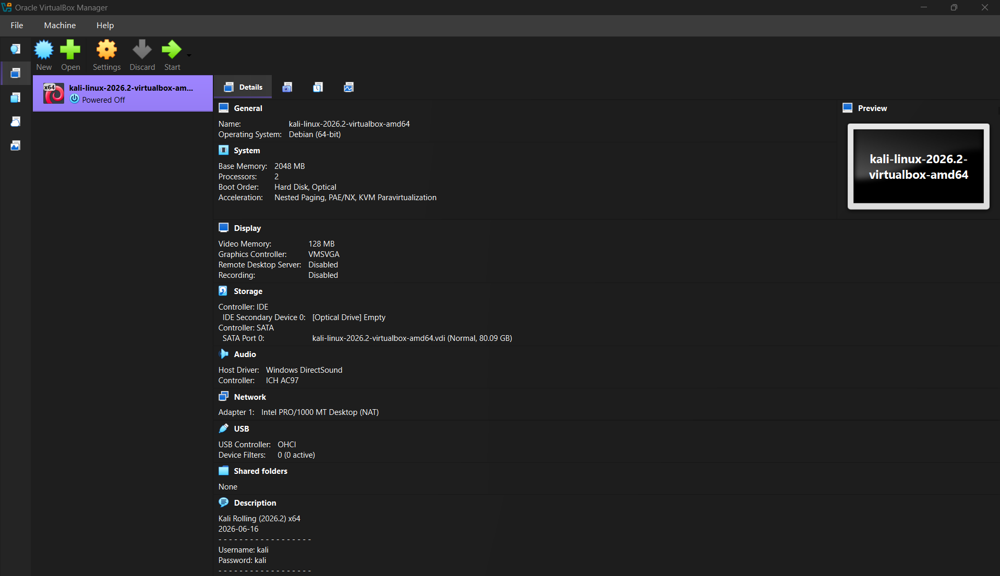 Oracle VirtualBox Manager
File Machine Help
New Open Settings Discard Start
x64
kali-linux-2026.2-virtualbox-am...
Powered Off
Details
General
Name: kali-linux-2026.2-virtualbox-amd64
Operating System: Debian (64-bit)
System
Base Memory: 2048 MB
Processors: 2
Boot Order: Hard Disk, Optical
Acceleration: Nested Paging, PAE/NX, KVM Paravirtualization
Preview
kali-linux-2026.2-
virtualbox-amd64
Display
Video Memory: 128 MB
Graphics Controller: VMSVGA
Remote Desktop Server: Disabled
Recording: Disabled
Storage
Controller: IDE
IDE Secondary Device 0: [Optical Drive] Empty
Controller: SATA
SATA Port 0: kali-linux-2026.2-virtualbox-amd64.vdi (Normal, 80.09 GB)
Audio
Host Driver: Windows DirectSound
Controller: ICH AC97
Network
Adapter 1: Intel PRO/1000 MT Desktop (NAT)
USB
USB Controller: OHCI
Device Filters: 0 (0 active)
Shared folders
None
Description
Kali Rolling (2026.2) x64
2026-06-16
- - - - - - - - - - - - - - - - - -
Username: kali
Password: kali
- - - - - - - - - - - - - - - - - -